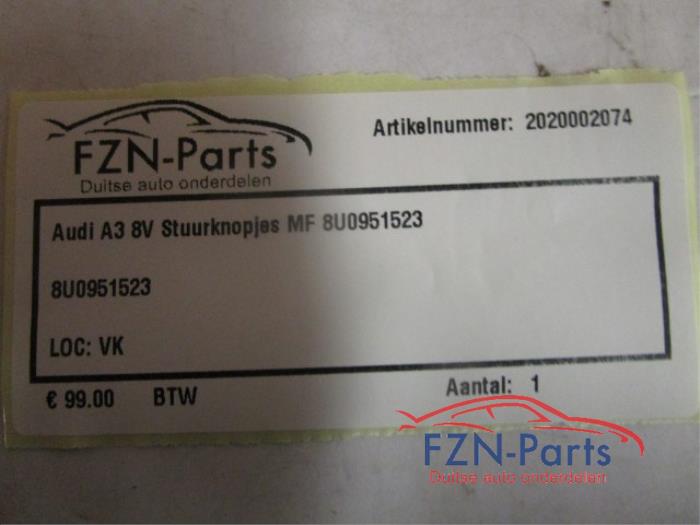 FZN-Parts
Duitse auto onderdelen
Artikelnummer: 2020002074
Audi A3 8V Stuurknopjes MF 8U0951523
8U0951523
LOC: VK
€ 99.00 BTW Aantal: 1
FZN-Parts
Duitse auto onderdelen